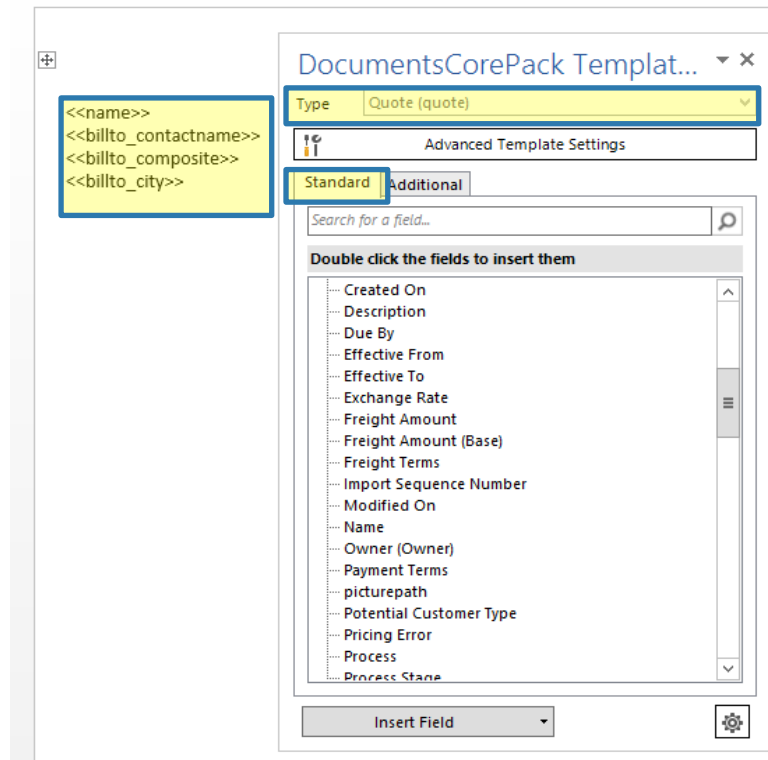 <<name>>
<<billto_contactname>>
<<billto_composite>>
<<billto_city>>
DocumentsCorePack Templat...
Type Quote (quote)
Advanced Template Settings
Standard Additional
Search for a field...
Double click the fields to insert them
Created On
Description
Due By
Effective From
Effective To
Exchange Rate
Freight Amount
Freight Amount (Base)
Freight Terms
Import Sequence Number
Modified On
Name
Owner (Owner)
Payment Terms
picturepath
Potential Customer Type
Pricing Error
Process
Process Stage
Insert Field